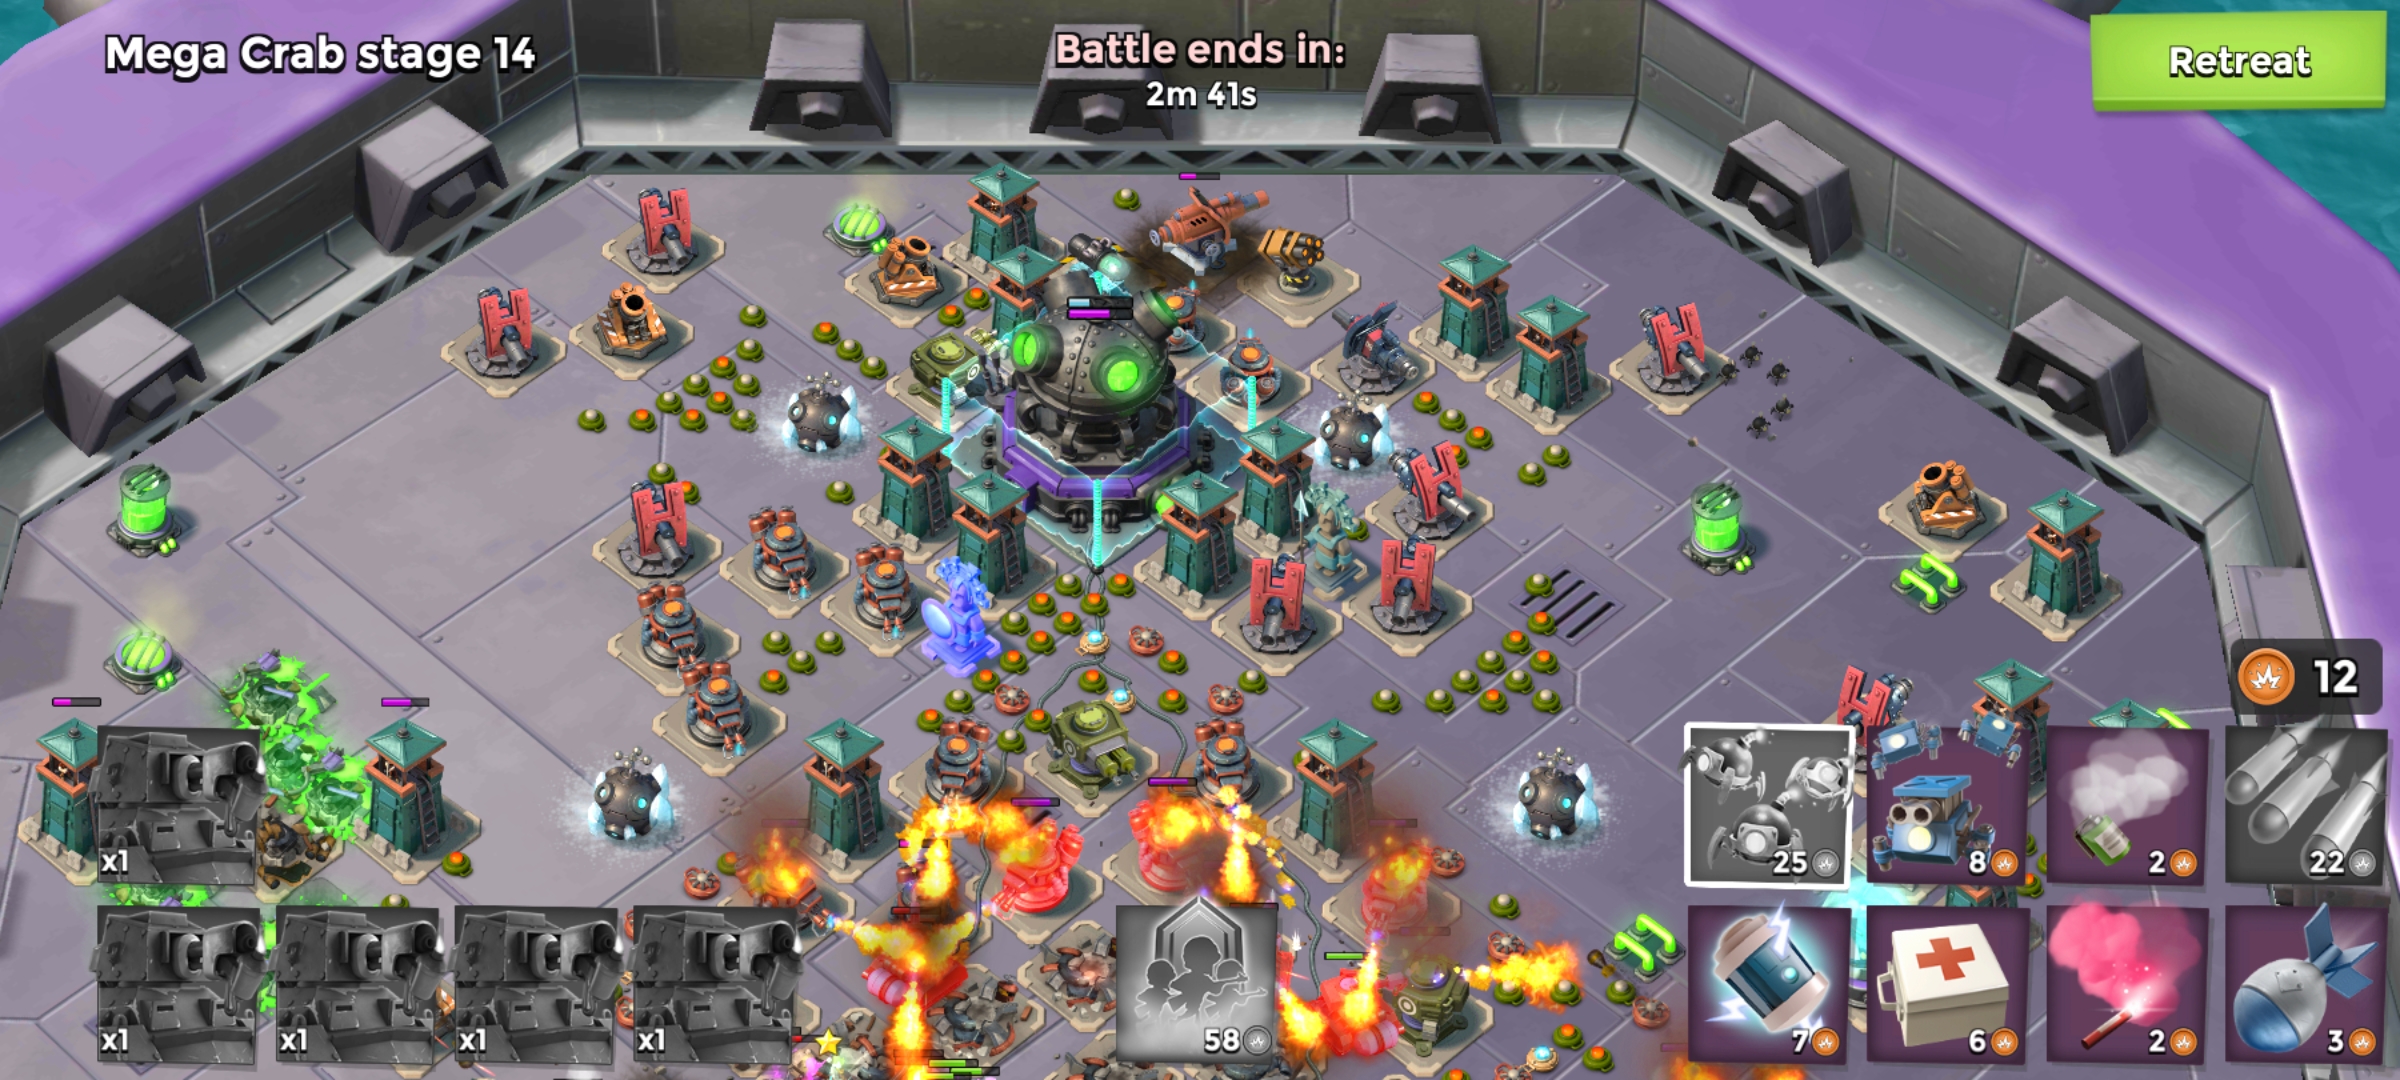 Mega Crab stage 14
Battle ends in:
2m 41s
Retreat
12
25
8
2
22
x1
x1
x1
x1
x1
58
7
6
2
3